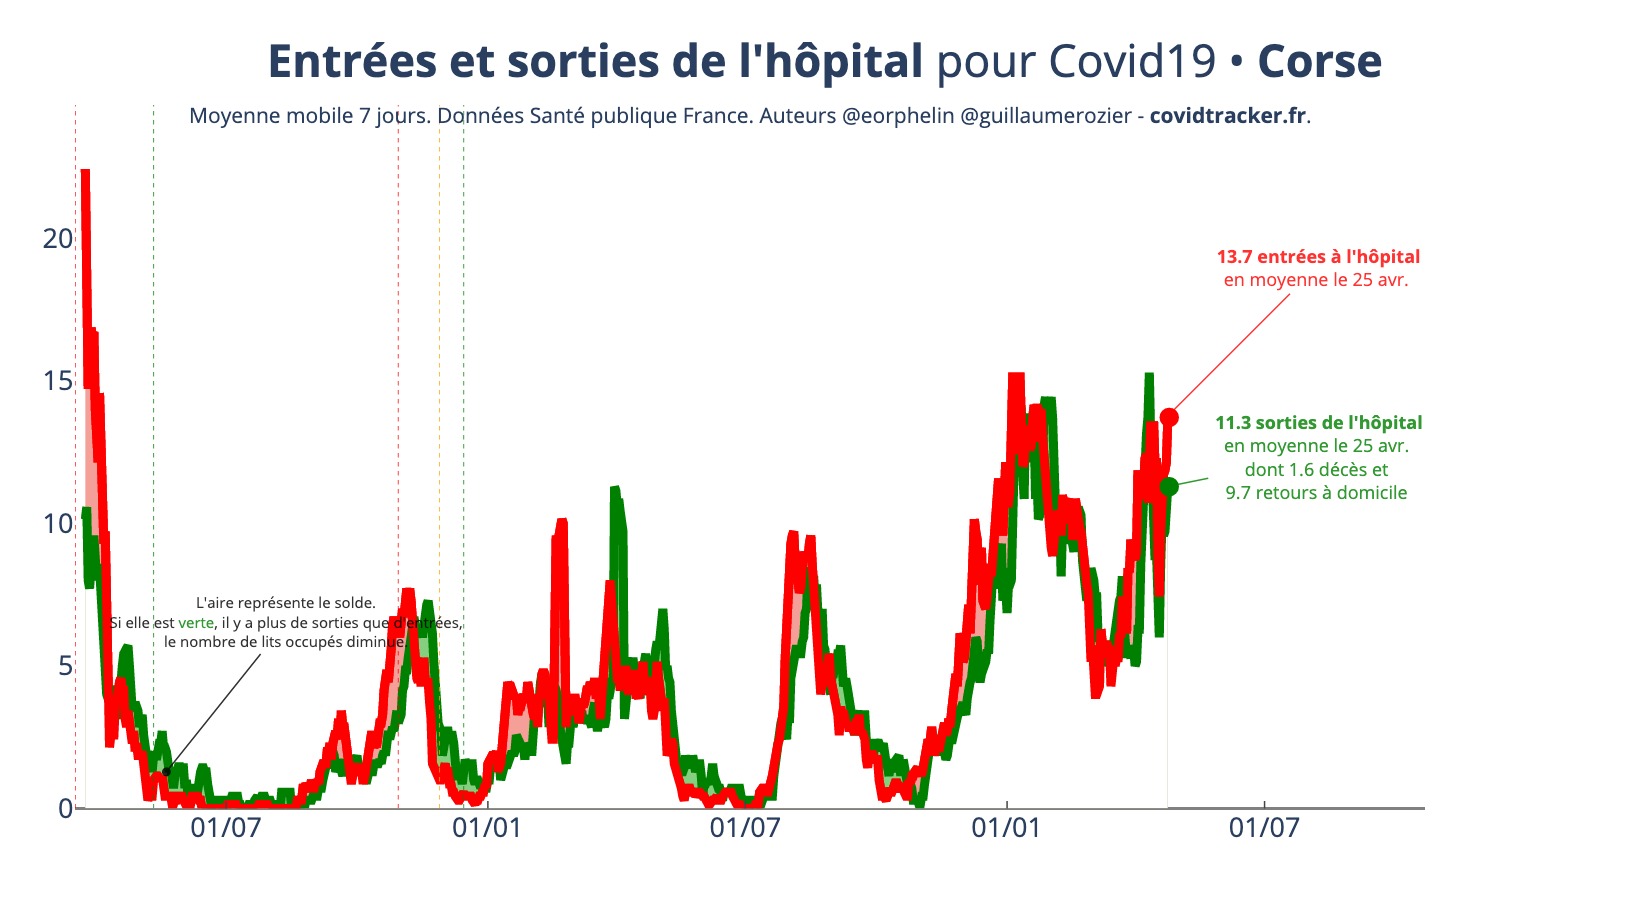 Entrées et sorties de l'hôpital pour Covid19 • Corse
Moyenne mobile 7 jours. Données Santé publique France. Auteurs @eorphelin @guillaumerozier - covidtracker.fr.
20
15
10
5
0
13.7 entrées à l'hôpital
en moyenne le 25 avr.
11.3 sorties de l'hôpital
en moyenne le 25 avr.
dont 1.6 décès et
9.7 retours à domicile
L'aire représente le solde.
Si elle est verte, il y a plus de sorties que d'entrées,
le nombre de lits occupés diminue.
01/07
01/01
01/07
01/01
01/07